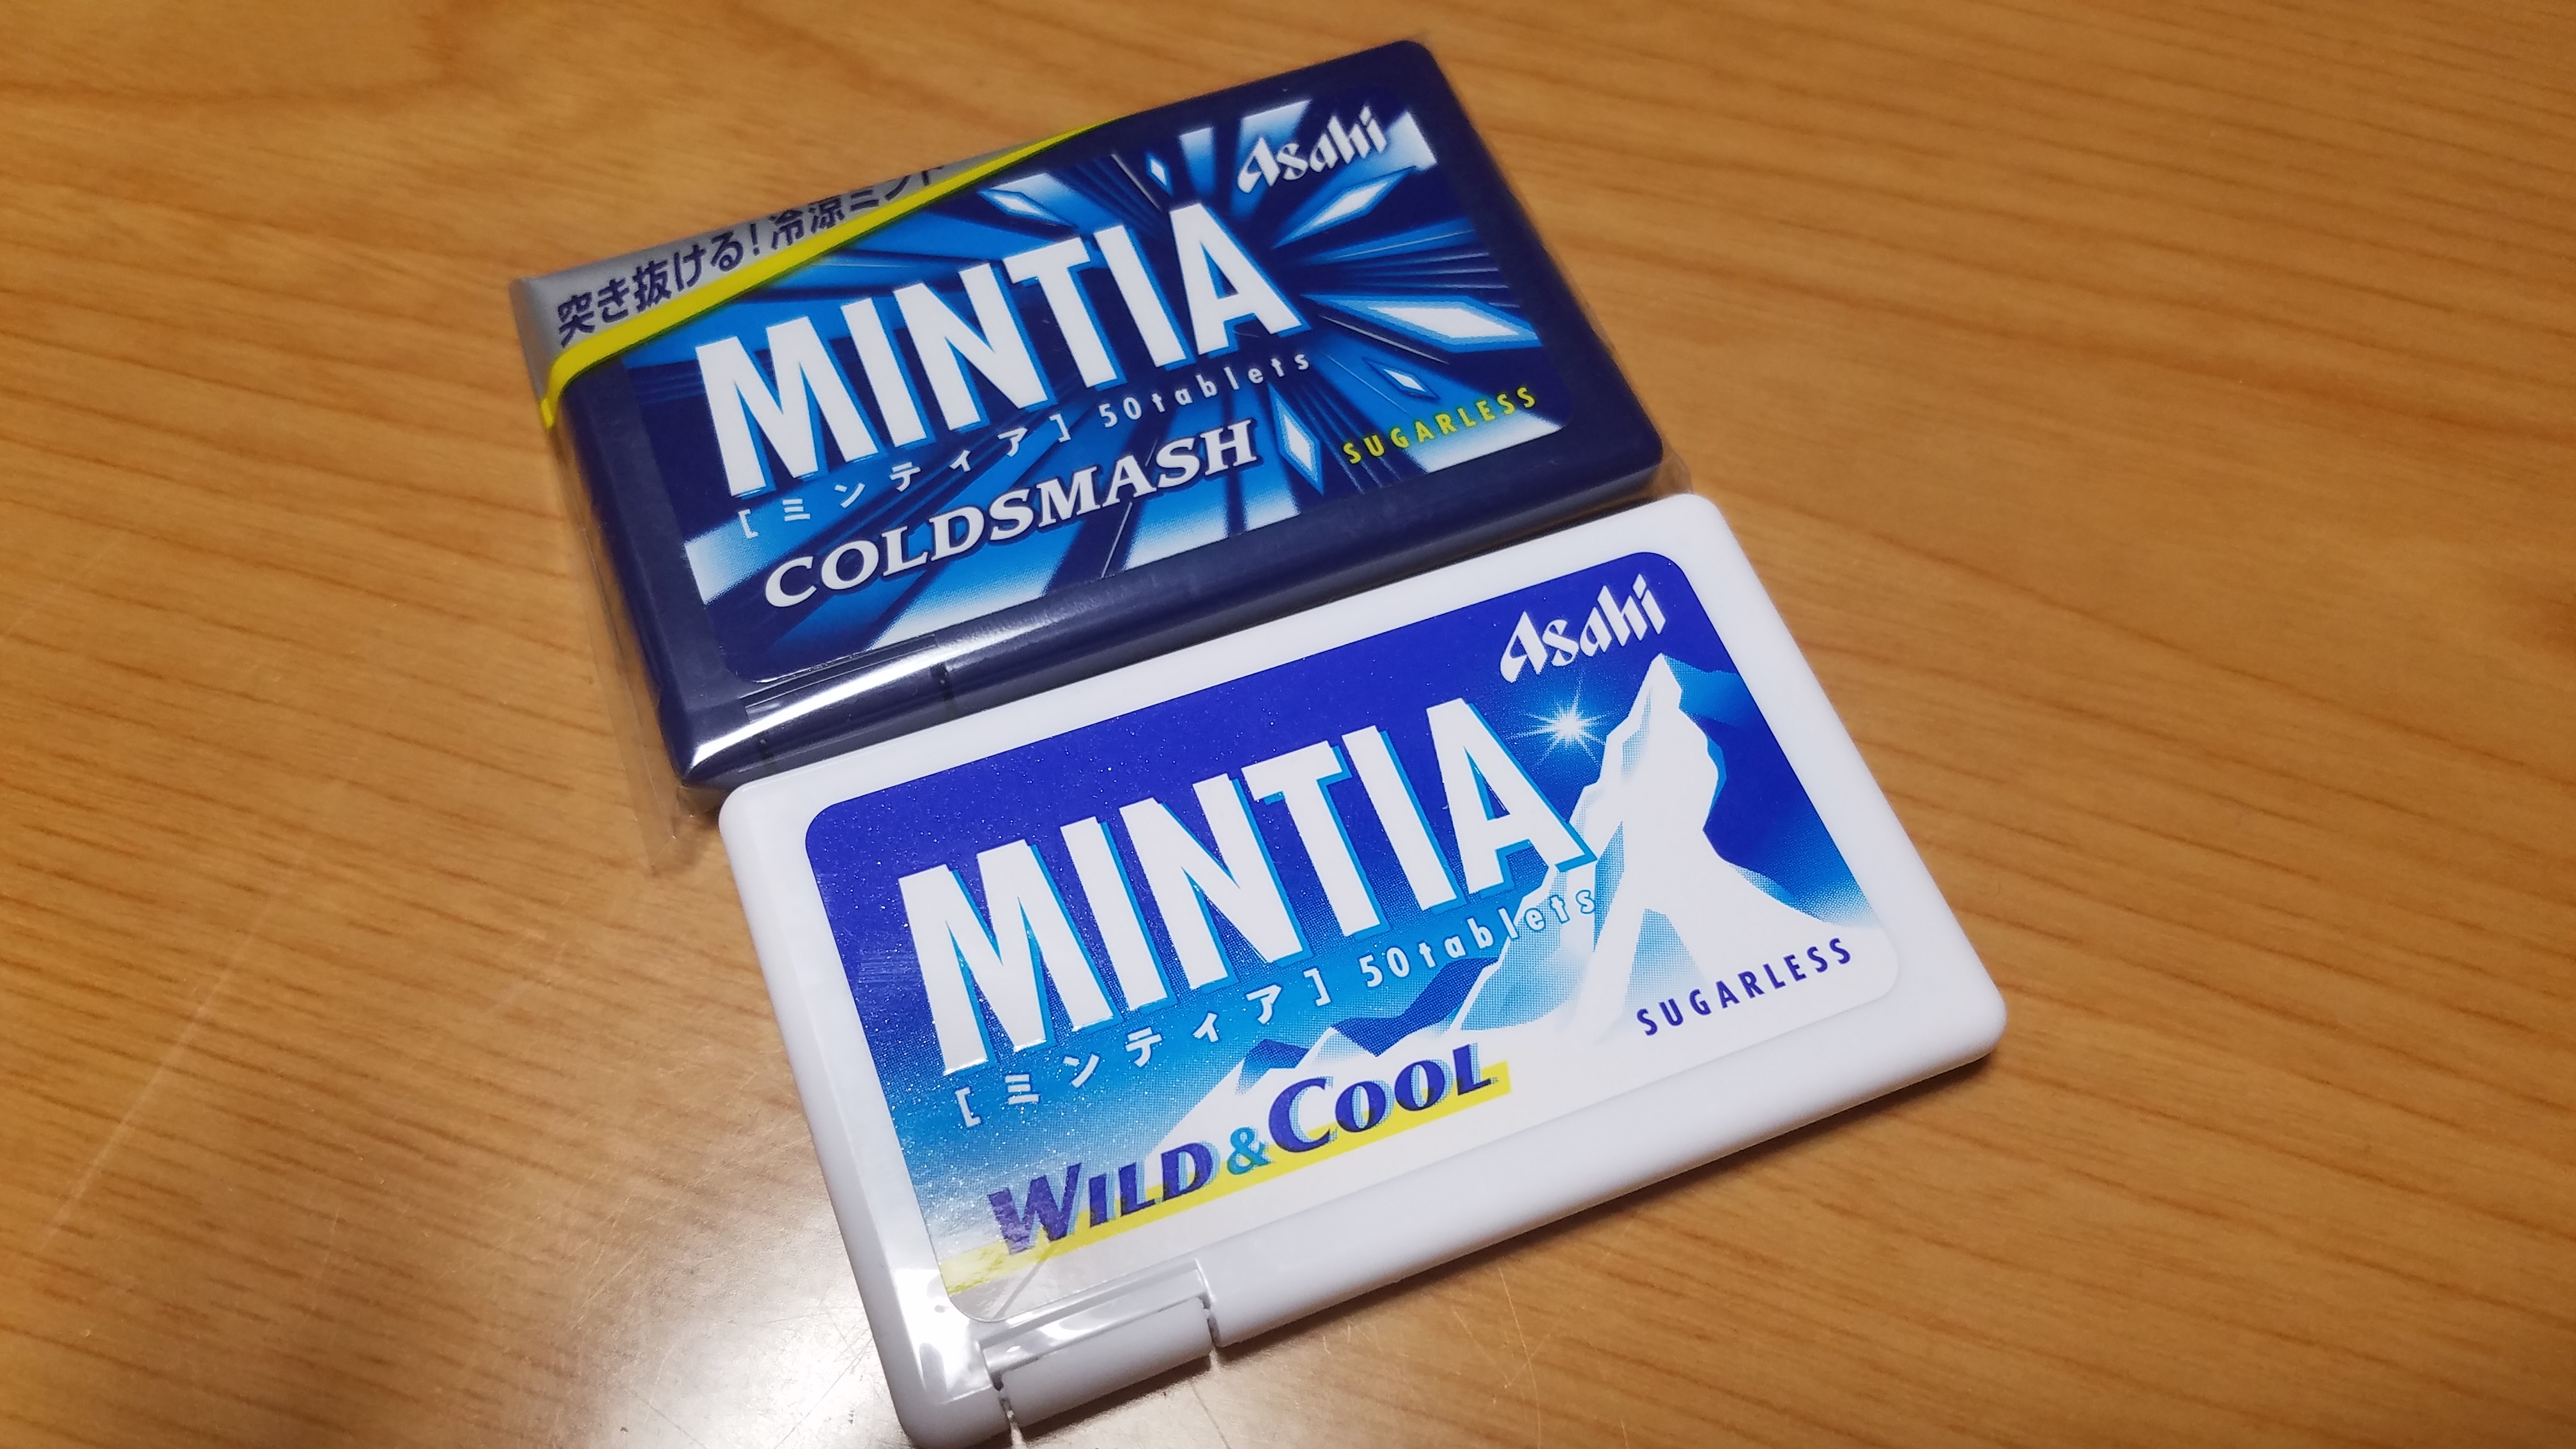 突き抜ける!冷涼ミント
Asahi
MINTIA
[ミンティア] 50tablets
COLDSMASH
SUGARLESS
Asahi
MINTIA
[ミンティア] 50tablets
WILD&COOL
SUGARLESS